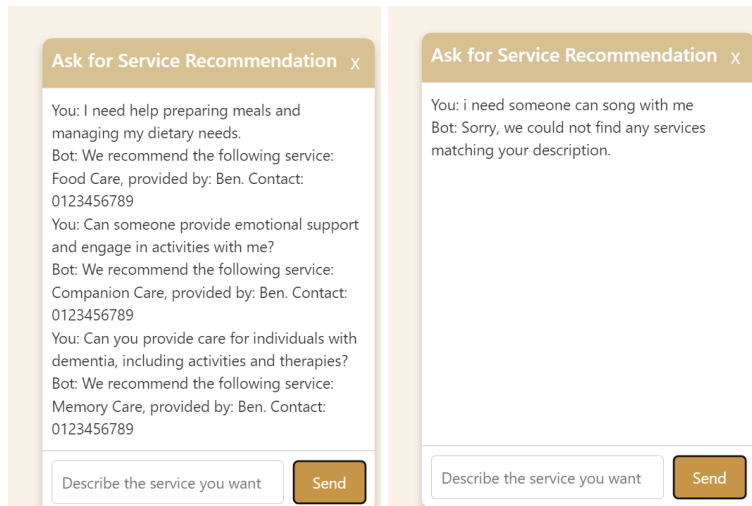 Ask for Service Recommendation x
You: I need help preparing meals and
managing my dietary needs.
Bot: We recommend the following service:
Food Care, provided by: Ben. Contact:
0123456789
You: Can someone provide emotional support
and engage in activities with me?
Bot: We recommend the following service:
Companion Care, provided by: Ben. Contact:
0123456789
You: Can you provide care for individuals with
dementia, including activities and therapies?
Bot: We recommend the following service:
Memory Care, provided by: Ben. Contact:
0123456789
Describe the service you want Send
Ask for Service Recommendation x
You: i need someone can song with me
Bot: Sorry, we could not find any services
matching your description.
Describe the service you want Send